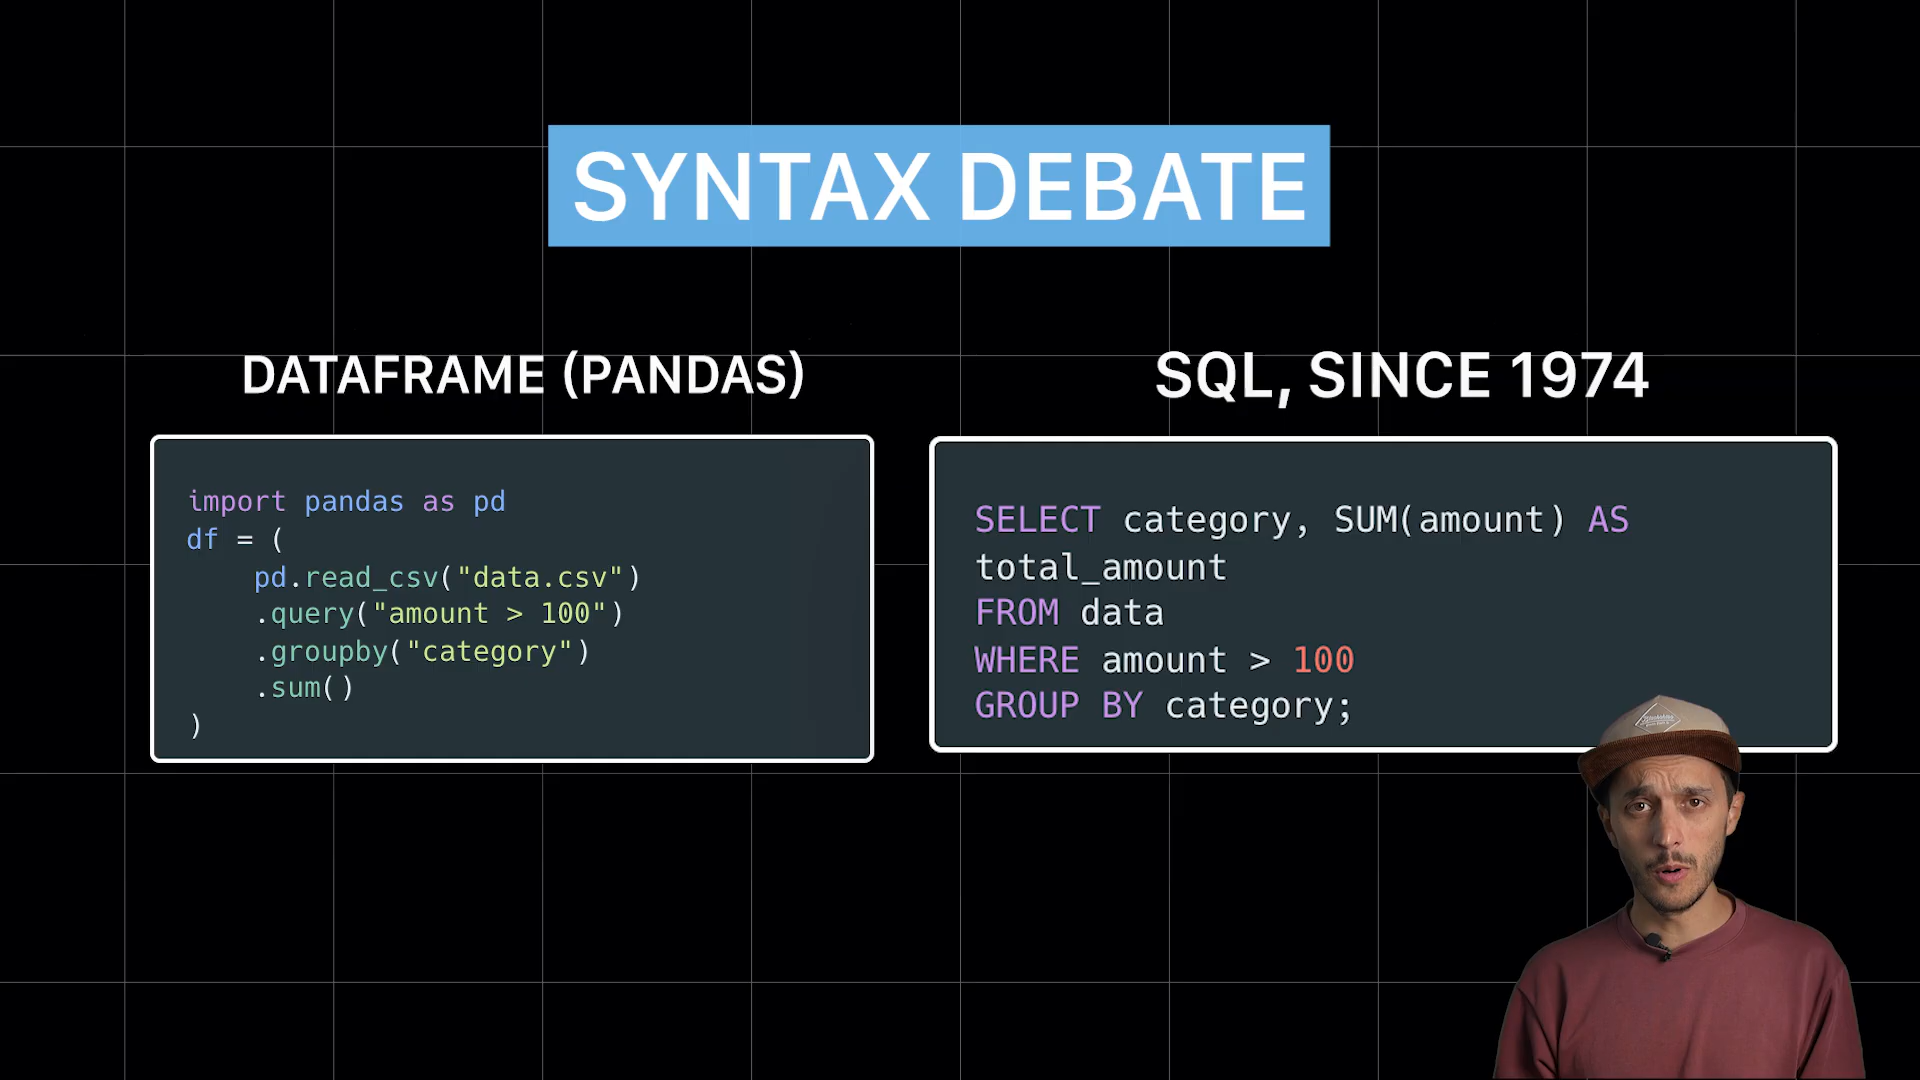 SYNTAX DEBATE
DATAFRAME (PANDAS)
import pandas as pd
df = (
    pd.read_csv("data.csv")
    .query("amount > 100")
    .groupby("category")
    .sum()
)
SQL, SINCE 1974
SELECT category, SUM(amount) AS
total_amount
FROM data
WHERE amount > 100
GROUP BY category;